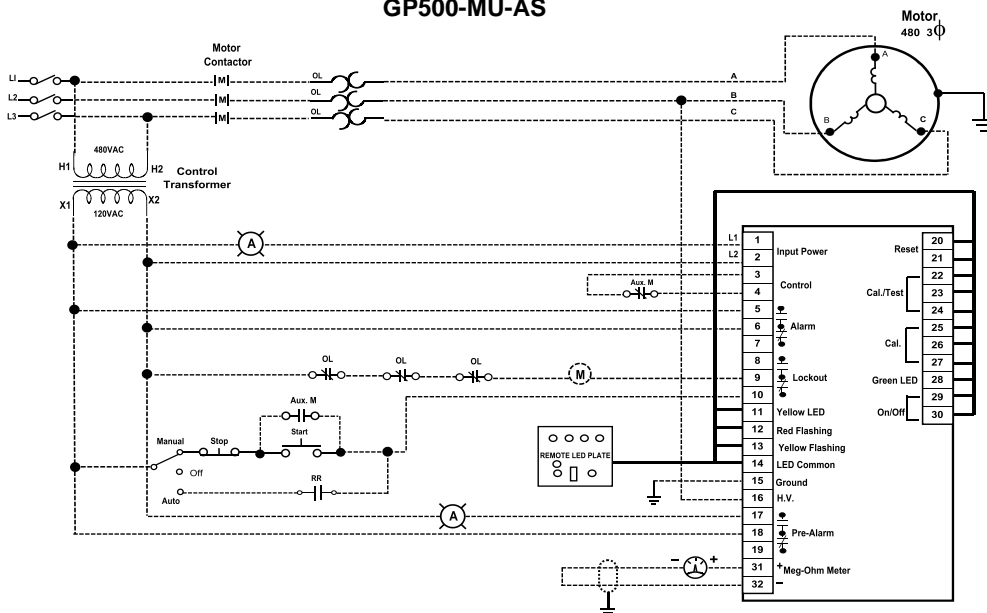 GP500-MU-AS
Motor
480 3ϕ
Motor
Contactor
L1
L2
L3
M
M
M
OL
OL
OL
A
B
C
A
B
C
480VAC
H1
H2
Control
Transformer
X1
X2
120VAC
A
L1
L2
1
2
3
4
5
6
7
8
9
10
11
12
13
14
15
16
17
18
19
31
32
Input Power
Control
Alarm
Lockout
Yellow LED
Red Flashing
Yellow Flashing
LED Common
Ground
H.V.
Pre-Alarm
+
Meg-Ohm Meter
−
Reset
Cal./Test
Cal.
Green LED
On/Off
20
21
22
23
24
25
26
27
28
29
30
Aux. M
OL
OL
OL
M
Aux. M
Manual
Stop
Start
Off
Auto
RR
REMOTE LED PLATE
A
−
+